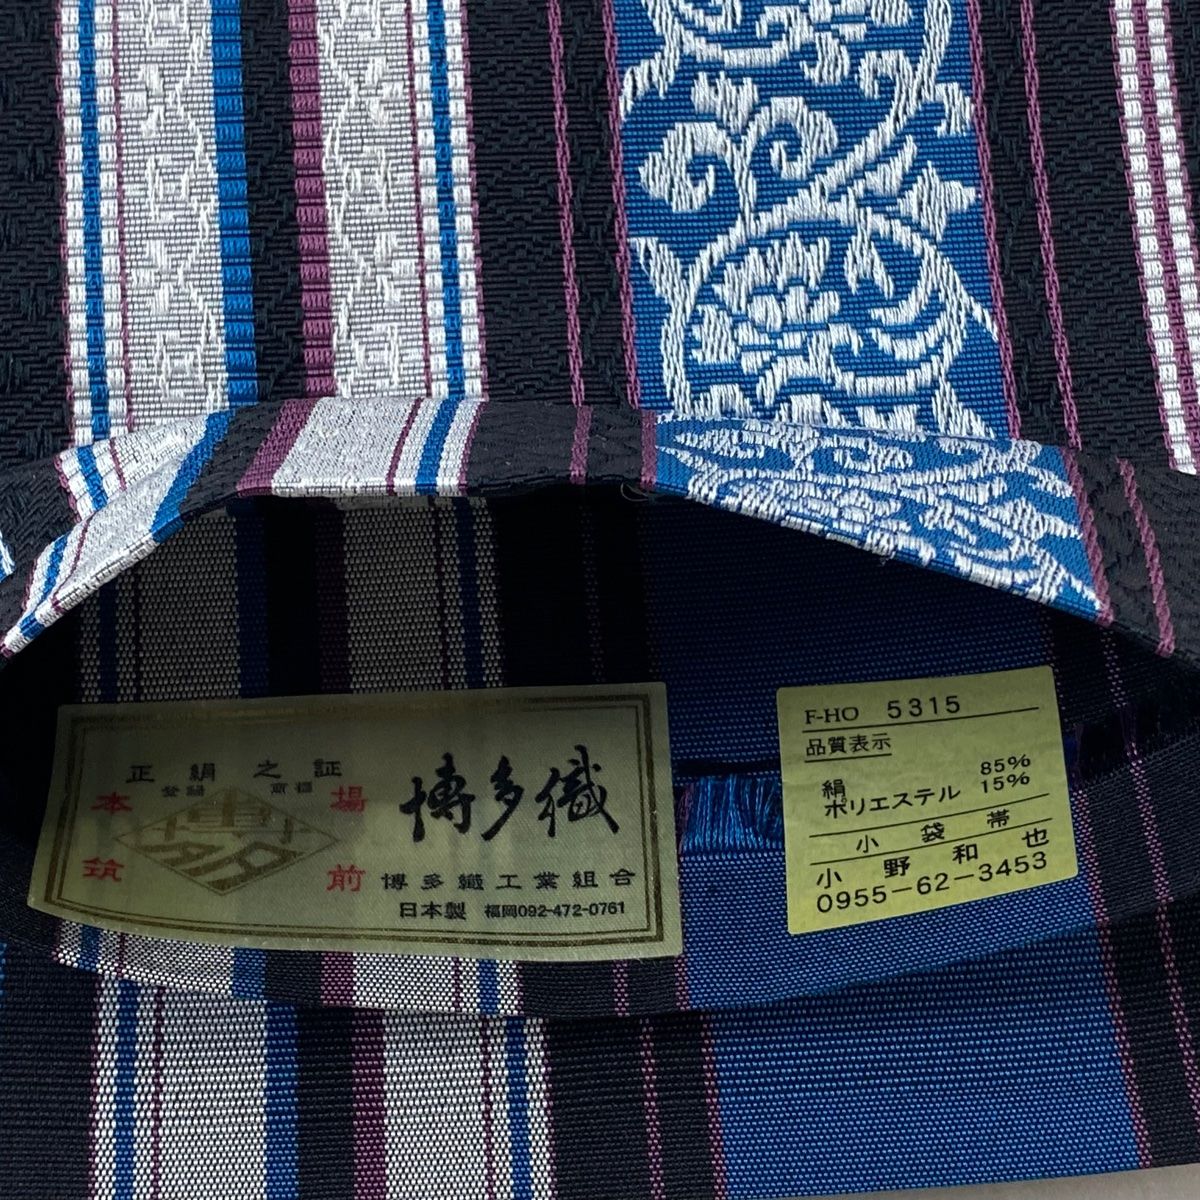 正絹之証
登録 商標
本場
筑前
博多
博多織
博多織工業組合
日本製 福岡092-472-0761
F-HO 5315
品質表示
絹 85%
ポリエステル 15%
小袋帯
小野和也
0955-62-3453